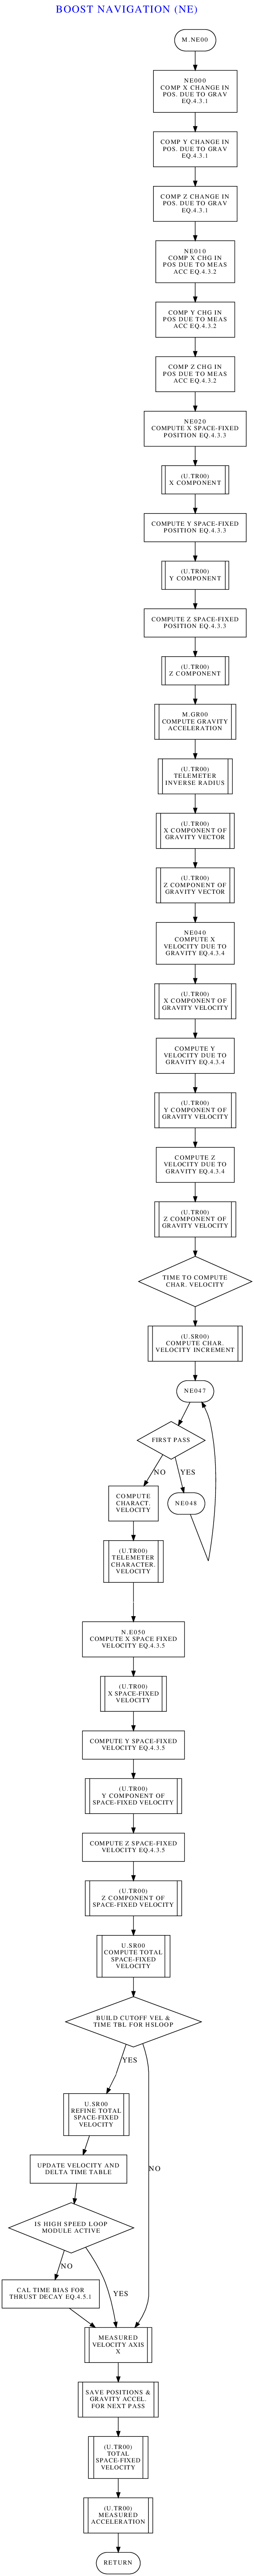 BOOST NAVIGATION (NE)
M.NE00
NE000
COMP X CHANGE IN
POS. DUE TO GRAV
EQ.4.3.1
COMP Y CHANGE IN
POS. DUE TO GRAV
EQ.4.3.1
COMP Z CHANGE IN
POS. DUE TO GRAV
EQ.4.3.1
NE010
COMP X CHG IN
POS DUE TO MEAS
ACC EQ.4.3.2
COMP Y CHG IN
POS DUE TO MEAS
ACC EQ.4.3.2
COMP Z CHG IN
POS DUE TO MEAS
ACC EQ.4.3.2
NE020
COMPUTE X SPACE-FIXED
POSITION EQ.4.3.3
(U.TR00)
X COMPONENT
COMPUTE Y SPACE-FIXED
POSITION EQ.4.3.3
(U.TR00)
Y COMPONENT
COMPUTE Z SPACE-FIXED
POSITION EQ.4.3.3
(U.TR00)
Z COMPONENT
M.GR00
COMPUTE GRAVITY
ACCELERATION
(U.TR00)
TELEMETER
INVERSE RADIUS
(U.TR00)
X COMPONENT OF
GRAVITY VECTOR
(U.TR00)
Z COMPONENT OF
GRAVITY VECTOR
NE040
COMPUTE X
VELOCITY DUE TO
GRAVITY EQ.4.3.4
(U.TR00)
X COMPONENT OF
GRAVITY VELOCITY
COMPUTE Y
VELOCITY DUE TO
GRAVITY EQ.4.3.4
(U.TR00)
Y COMPONENT OF
GRAVITY VELOCITY
COMPUTE Z
VELOCITY DUE TO
GRAVITY EQ.4.3.4
(U.TR00)
Z COMPONENT OF
GRAVITY VELOCITY
TIME TO COMPUTE
CHAR. VELOCITY
(U.SR00)
COMPUTE CHAR.
VELOCITY INCREMENT
NE047
FIRST PASS
NO
YES
COMPUTE
CHARACT.
VELOCITY
NE048
(U.TR00)
TELEMETER
CHARACTER.
VELOCITY
N.E050
COMPUTE X SPACE FIXED
VELOCITY EQ.4.3.5
(U.TR00)
X SPACE-FIXED
VELOCITY
COMPUTE Y SPACE-FIXED
VELOCITY EQ.4.3.5
(U.TR00)
Y COMPONENT OF
SPACE-FIXED VELOCITY
COMPUTE Z SPACE-FIXED
VELOCITY EQ.4.3.5
(U.TR00)
Z COMPONENT OF
SPACE-FIXED VELOCITY
U.SR00
COMPUTE TOTAL
SPACE-FIXED
VELOCITY
BUILD CUTOFF VEL &
TIME TBL FOR HSLOOP
YES
NO
U.SR00
REFINE TOTAL
SPACE-FIXED
VELOCITY
UPDATE VELOCITY AND
DELTA TIME TABLE
IS HIGH SPEED LOOP
MODULE ACTIVE
NO
YES
CAL TIME BIAS FOR
THRUST DECAY EQ.4.5.1
MEASURED
VELOCITY AXIS
X
SAVE POSITIONS &
GRAVITY ACCEL.
FOR NEXT PASS
(U.TR00)
TOTAL
SPACE-FIXED
VELOCITY
(U.TR00)
MEASURED
ACCELERATION
RETURN